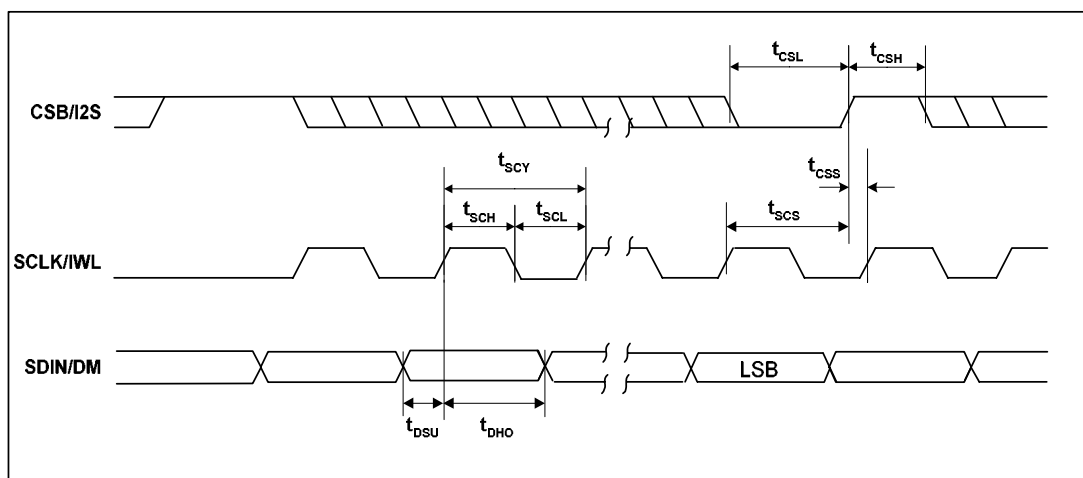 tCSL
tCSH
CSB/I2S
tSCY
tCSS
tSCH
tSCL
tSCS
SCLK/IWL
SDIN/DM
LSB
tDSU
tDHO